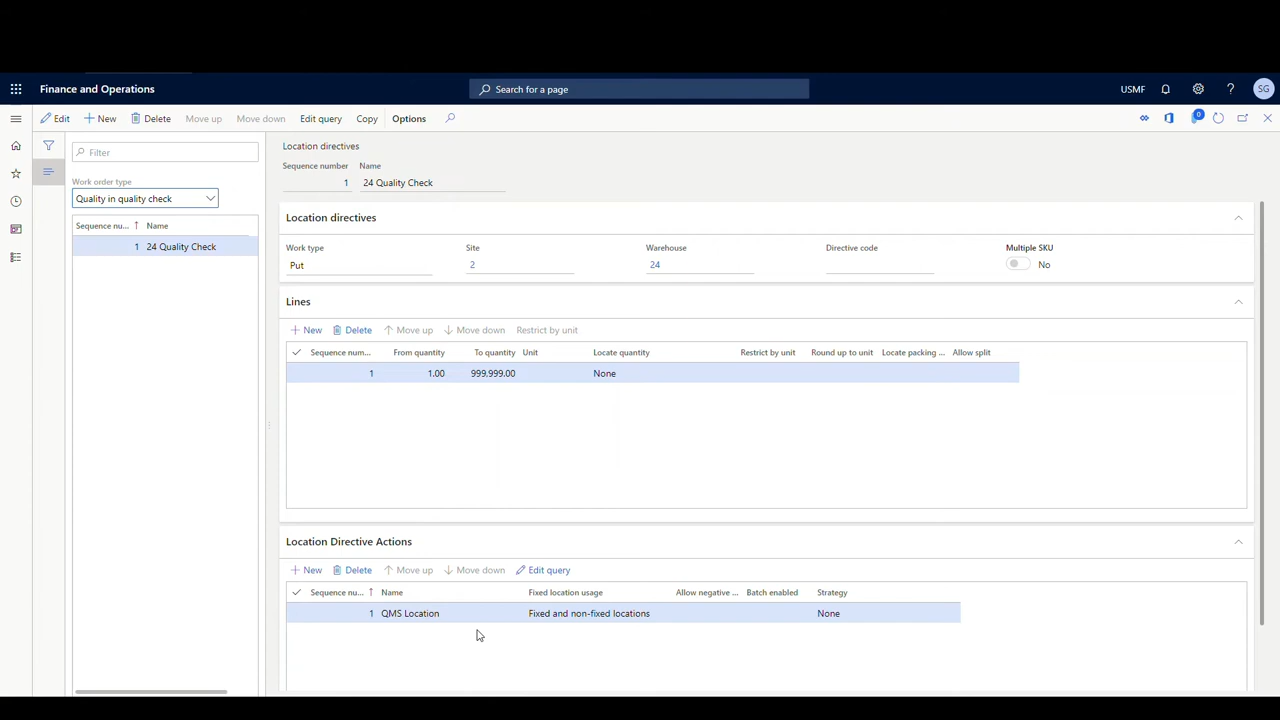 Finance and Operations
Search for a page
USMF
?
SG
Edit
New
Delete
Move up
Move down
Edit query
Copy
Options
0
Filter
Work order type
Quality in quality check
Sequence nu... Name
1 24 Quality Check
Location directives
Sequence number Name
1 24 Quality Check
Location directives
Work type Site Warehouse Directive code Multiple SKU
Put 2 24 No
Lines
New Delete Move up Move down Restrict by unit
Sequence num... From quantity To quantity Unit Locate quantity Restrict by unit Round up to unit Locate packing ... Allow split
1 1.00 999.999.00 None
Location Directive Actions
New Delete Move up Move down Edit query
Sequence nu... Name Fixed location usage Allow negative ... Batch enabled Strategy
1 QMS Location Fixed and non-fixed locations None